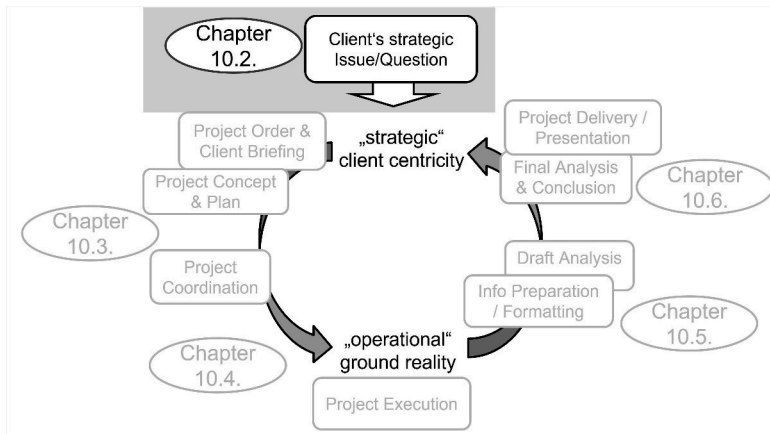 Chapter
10.2.
Client‘s strategic
Issue/Question
Project Order &
Client Briefing
„strategic“
client centricity
Project Delivery /
Presentation
Project Concept
& Plan
Final Analysis
& Conclusion
Chapter
10.6.
Chapter
10.3.
Project
Coordination
Draft Analysis
Info Preparation
/ Formatting
Chapter
10.4.
„operational“
ground reality
Chapter
10.5.
Project Execution